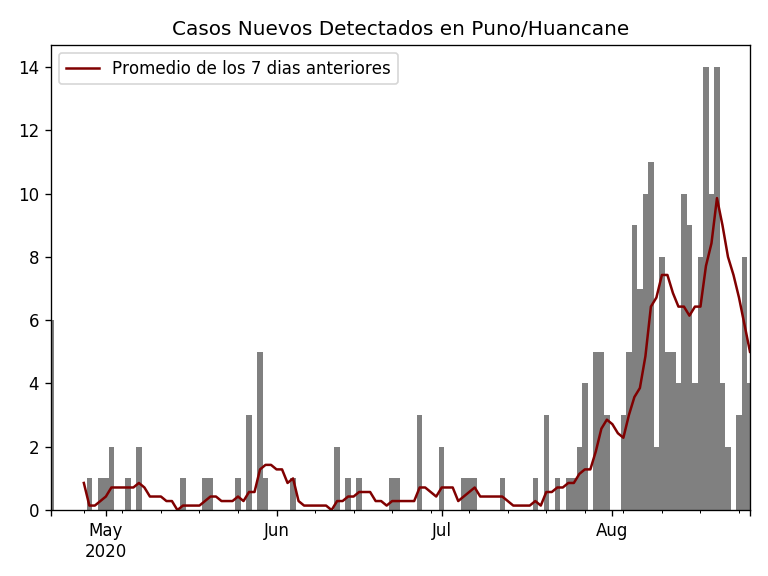 Casos Nuevos Detectados en Puno/Huancane
Promedio de los 7 dias anteriores
14
12
10
8
6
4
2
0
May
2020
Jun
Jul
Aug